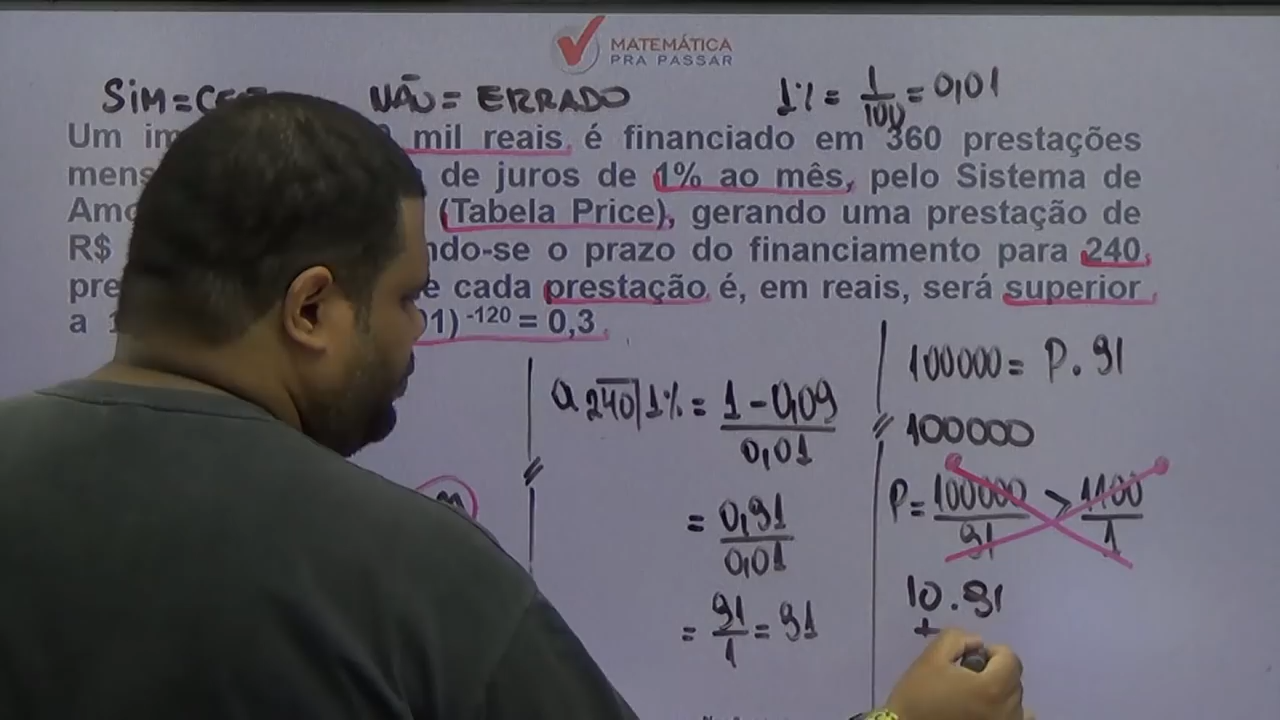 MATEMÁTICA
PRA PASSAR
SIM = CE
NÃO = ERRADO
1% = 1/100 = 0,01
Um im mil reais é financiado em 360 prestações
mens de juros de 1% ao mês, pelo Sistema de
Amo (Tabela Price), gerando uma prestação de
R$ ndo-se o prazo do financiamento para 240
pre e cada prestação é, em reais, será superior
a 1 01) -120 = 0,3
a 240| 1% = 1 - 0,09 / 0,01
= 0,91 / 0,01
= 91/1 = 91
100000 = P . 91
100000
P = 100000/91 > 1100/1
10 . 91
+